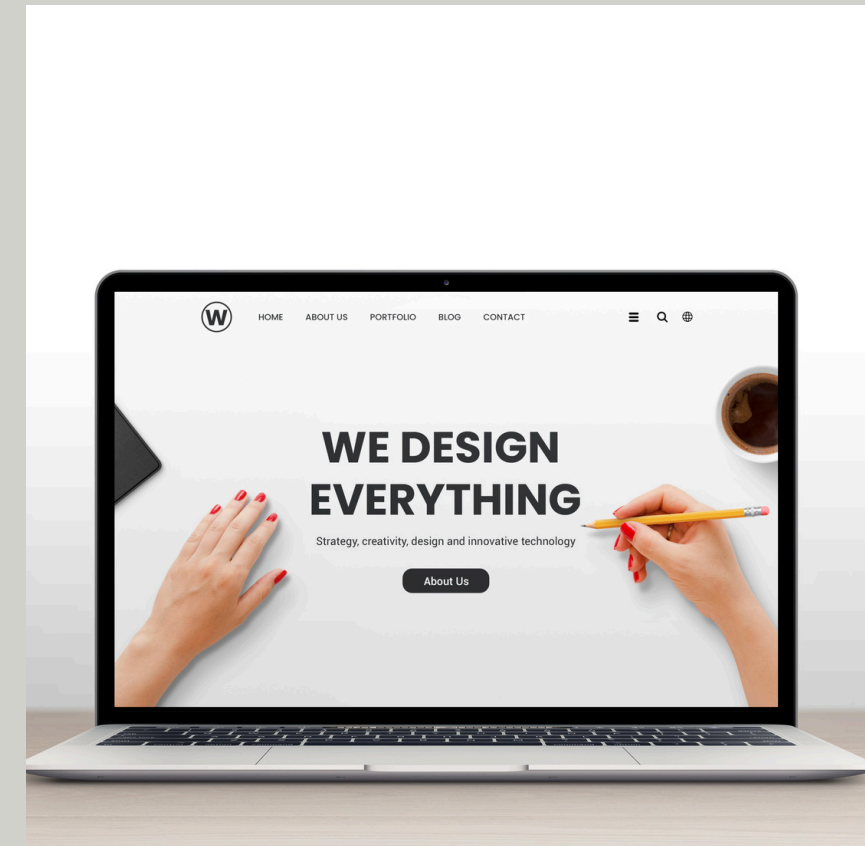 W
HOME
ABOUT US
PORTFOLIO
BLOG
CONTACT
WE DESIGN
EVERYTHING
Strategy, creativity, design and innovative technology
About Us